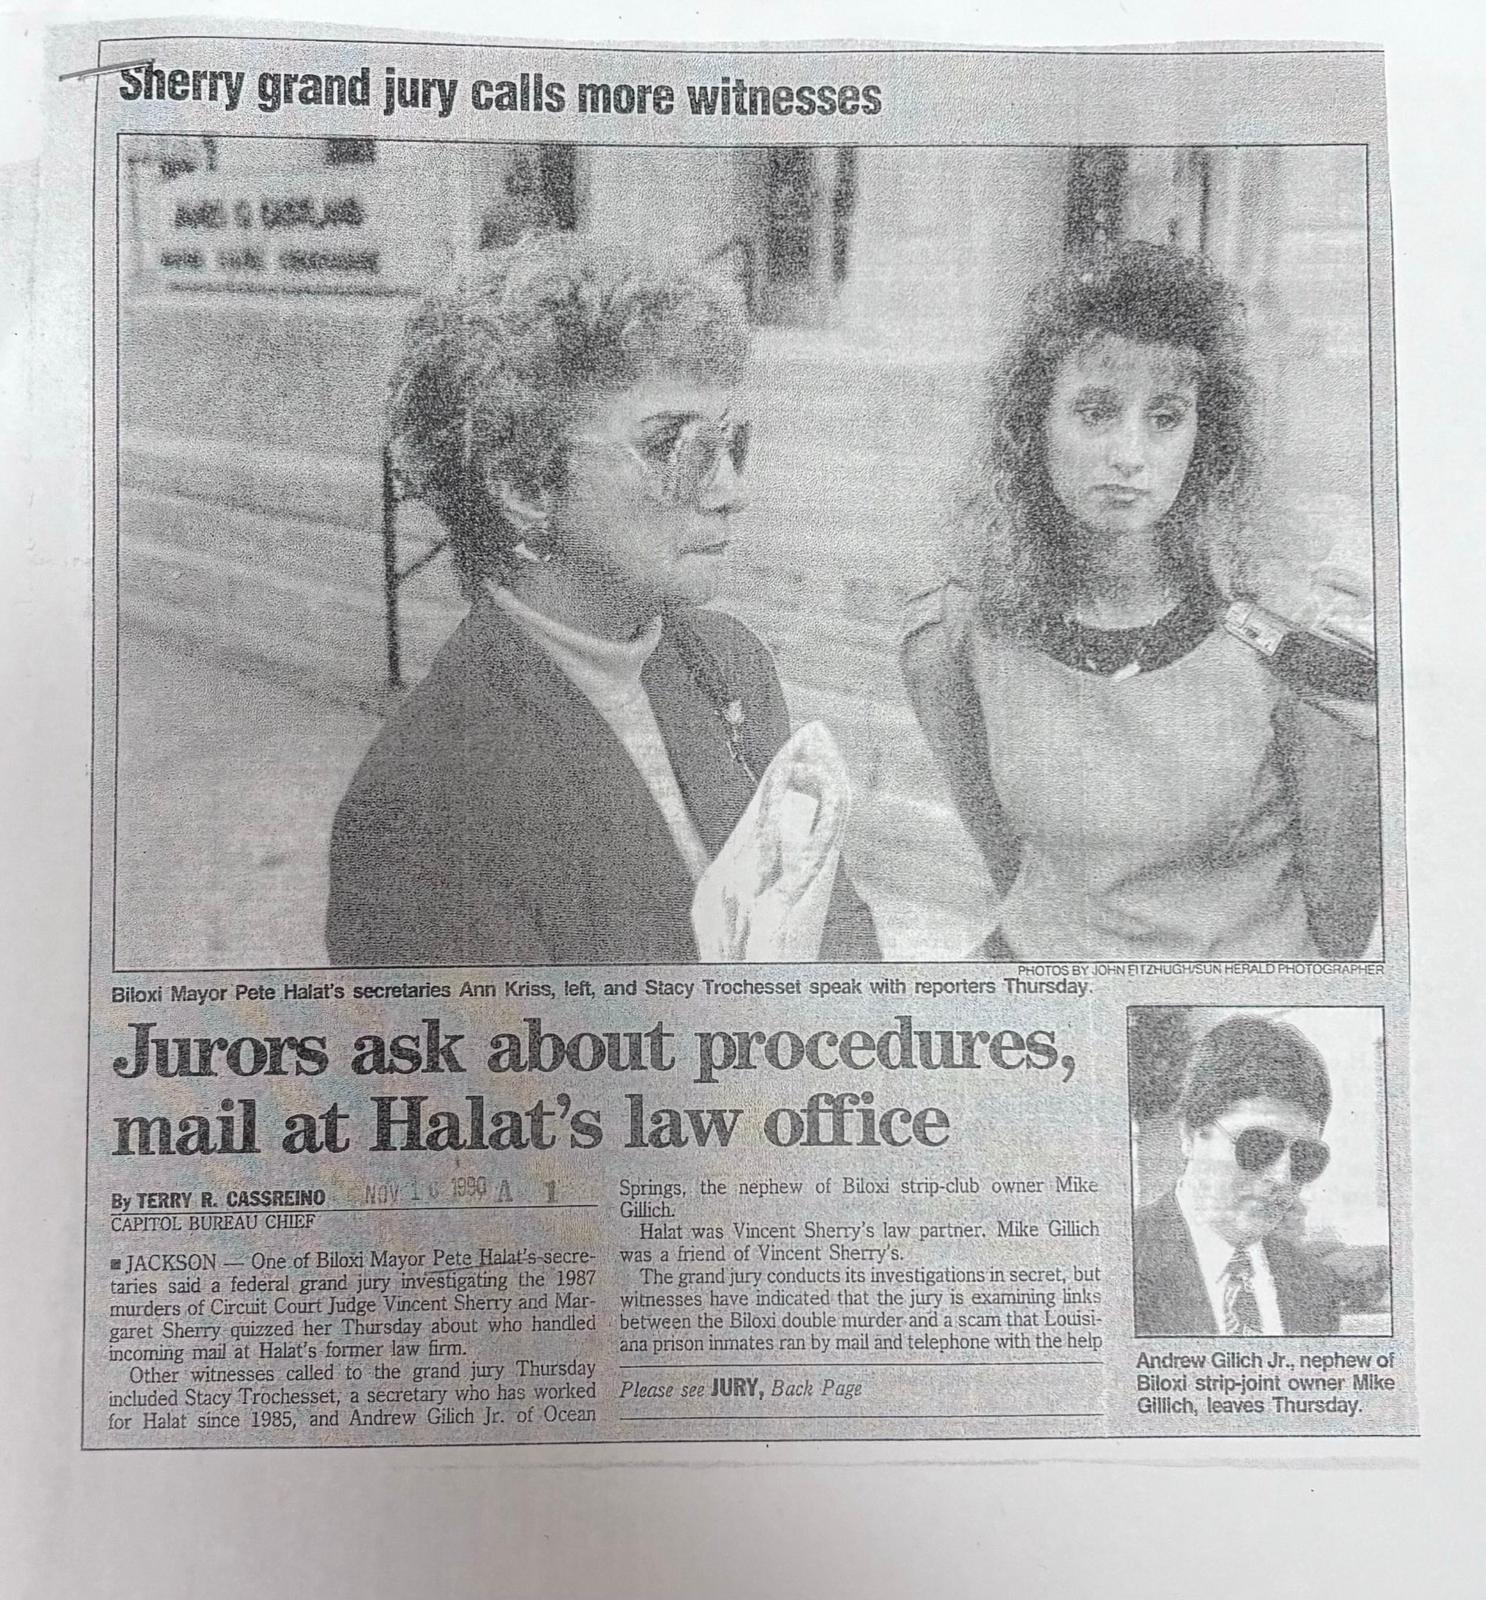 Sherry grand jury calls more witnesses
PHOTOS BY JOHN FITZHUGH/SUN HERALD PHOTOGRAPHER
Biloxi Mayor Pete Halat's secretaries Ann Kriss, left, and Stacy Trochesset speak with reporters Thursday.
Jurors ask about procedures,
mail at Halat's law office
By TERRY R. CASSREINO
NOV 16 1990 A 1
CAPITOL BUREAU CHIEF
■ JACKSON — One of Biloxi Mayor Pete Halat's secre-
taries said a federal grand jury investigating the 1987
murders of Circuit Court Judge Vincent Sherry and Mar-
garet Sherry quizzed her Thursday about who handled
incoming mail at Halat's former law firm.
Other witnesses called to the grand jury Thursday
included Stacy Trochesset, a secretary who has worked
for Halat since 1985, and Andrew Gilich Jr. of Ocean
Springs, the nephew of Biloxi strip-club owner Mike
Gillich.
Halat was Vincent Sherry's law partner. Mike Gillich
was a friend of Vincent Sherry's.
The grand jury conducts its investigations in secret, but
witnesses have indicated that the jury is examining links
between the Biloxi double murder and a scam that Louisi-
ana prison inmates ran by mail and telephone with the help
Please see JURY, Back Page
Andrew Gilich Jr., nephew of
Biloxi strip-joint owner Mike
Gillich, leaves Thursday.